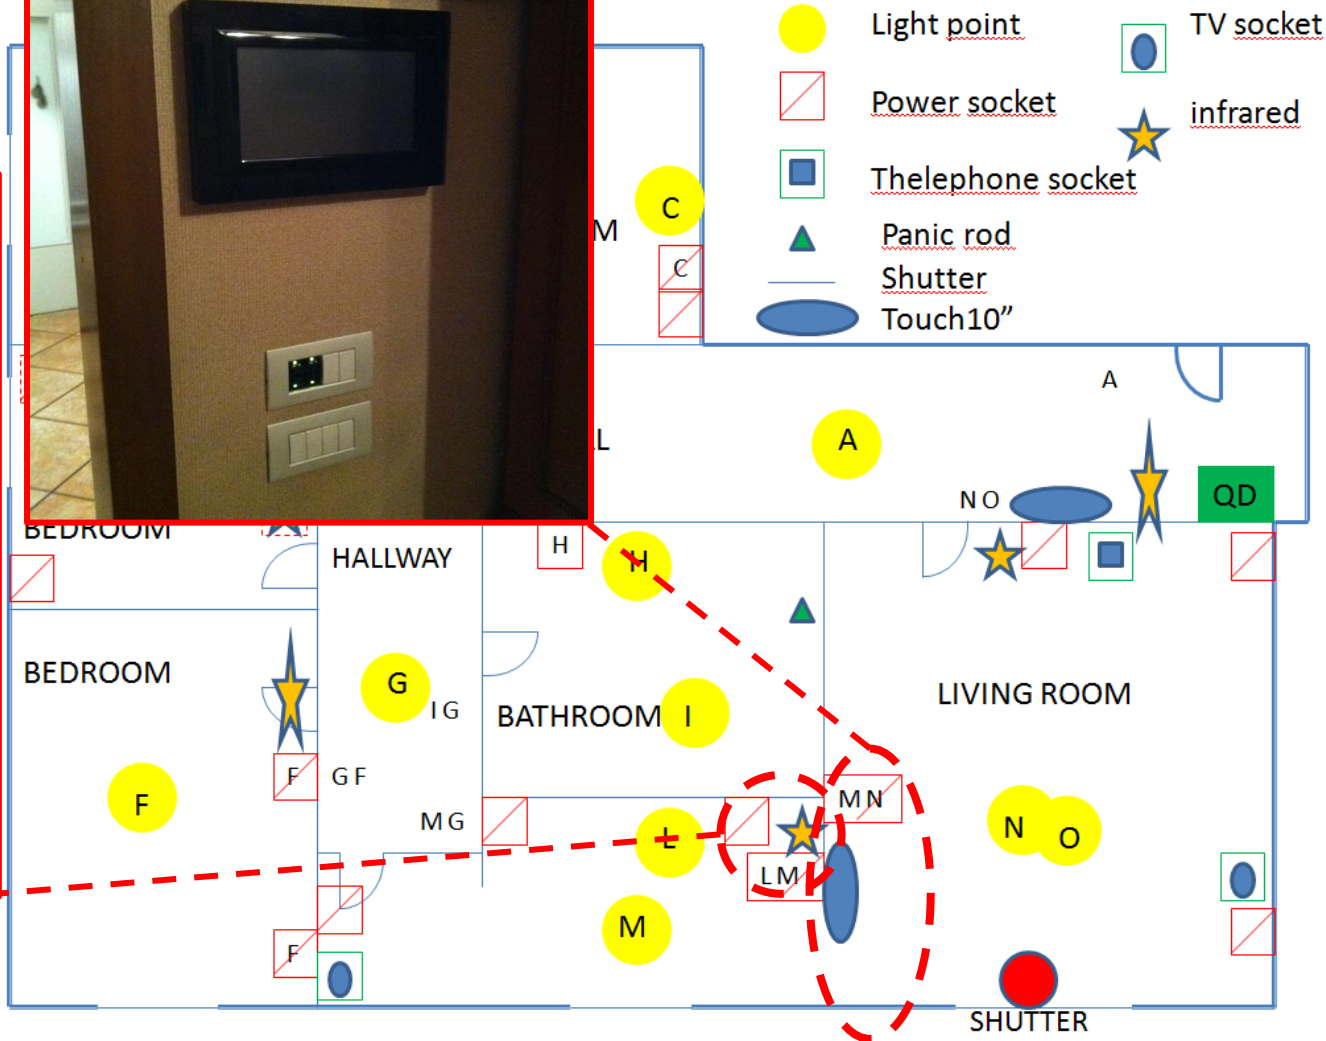 Light point
TV socket
Power socket
infrared
Thelephone socket
Panic rod
Shutter
Touch10”
C
M
C
A
A
L
N O
QD
BEDROOM
HALLWAY
H
H
BEDROOM
G
I G
BATHROOM
I
LIVING ROOM
F
G F
F
M G
L
M N
N
O
L M
M
F
SHUTTER